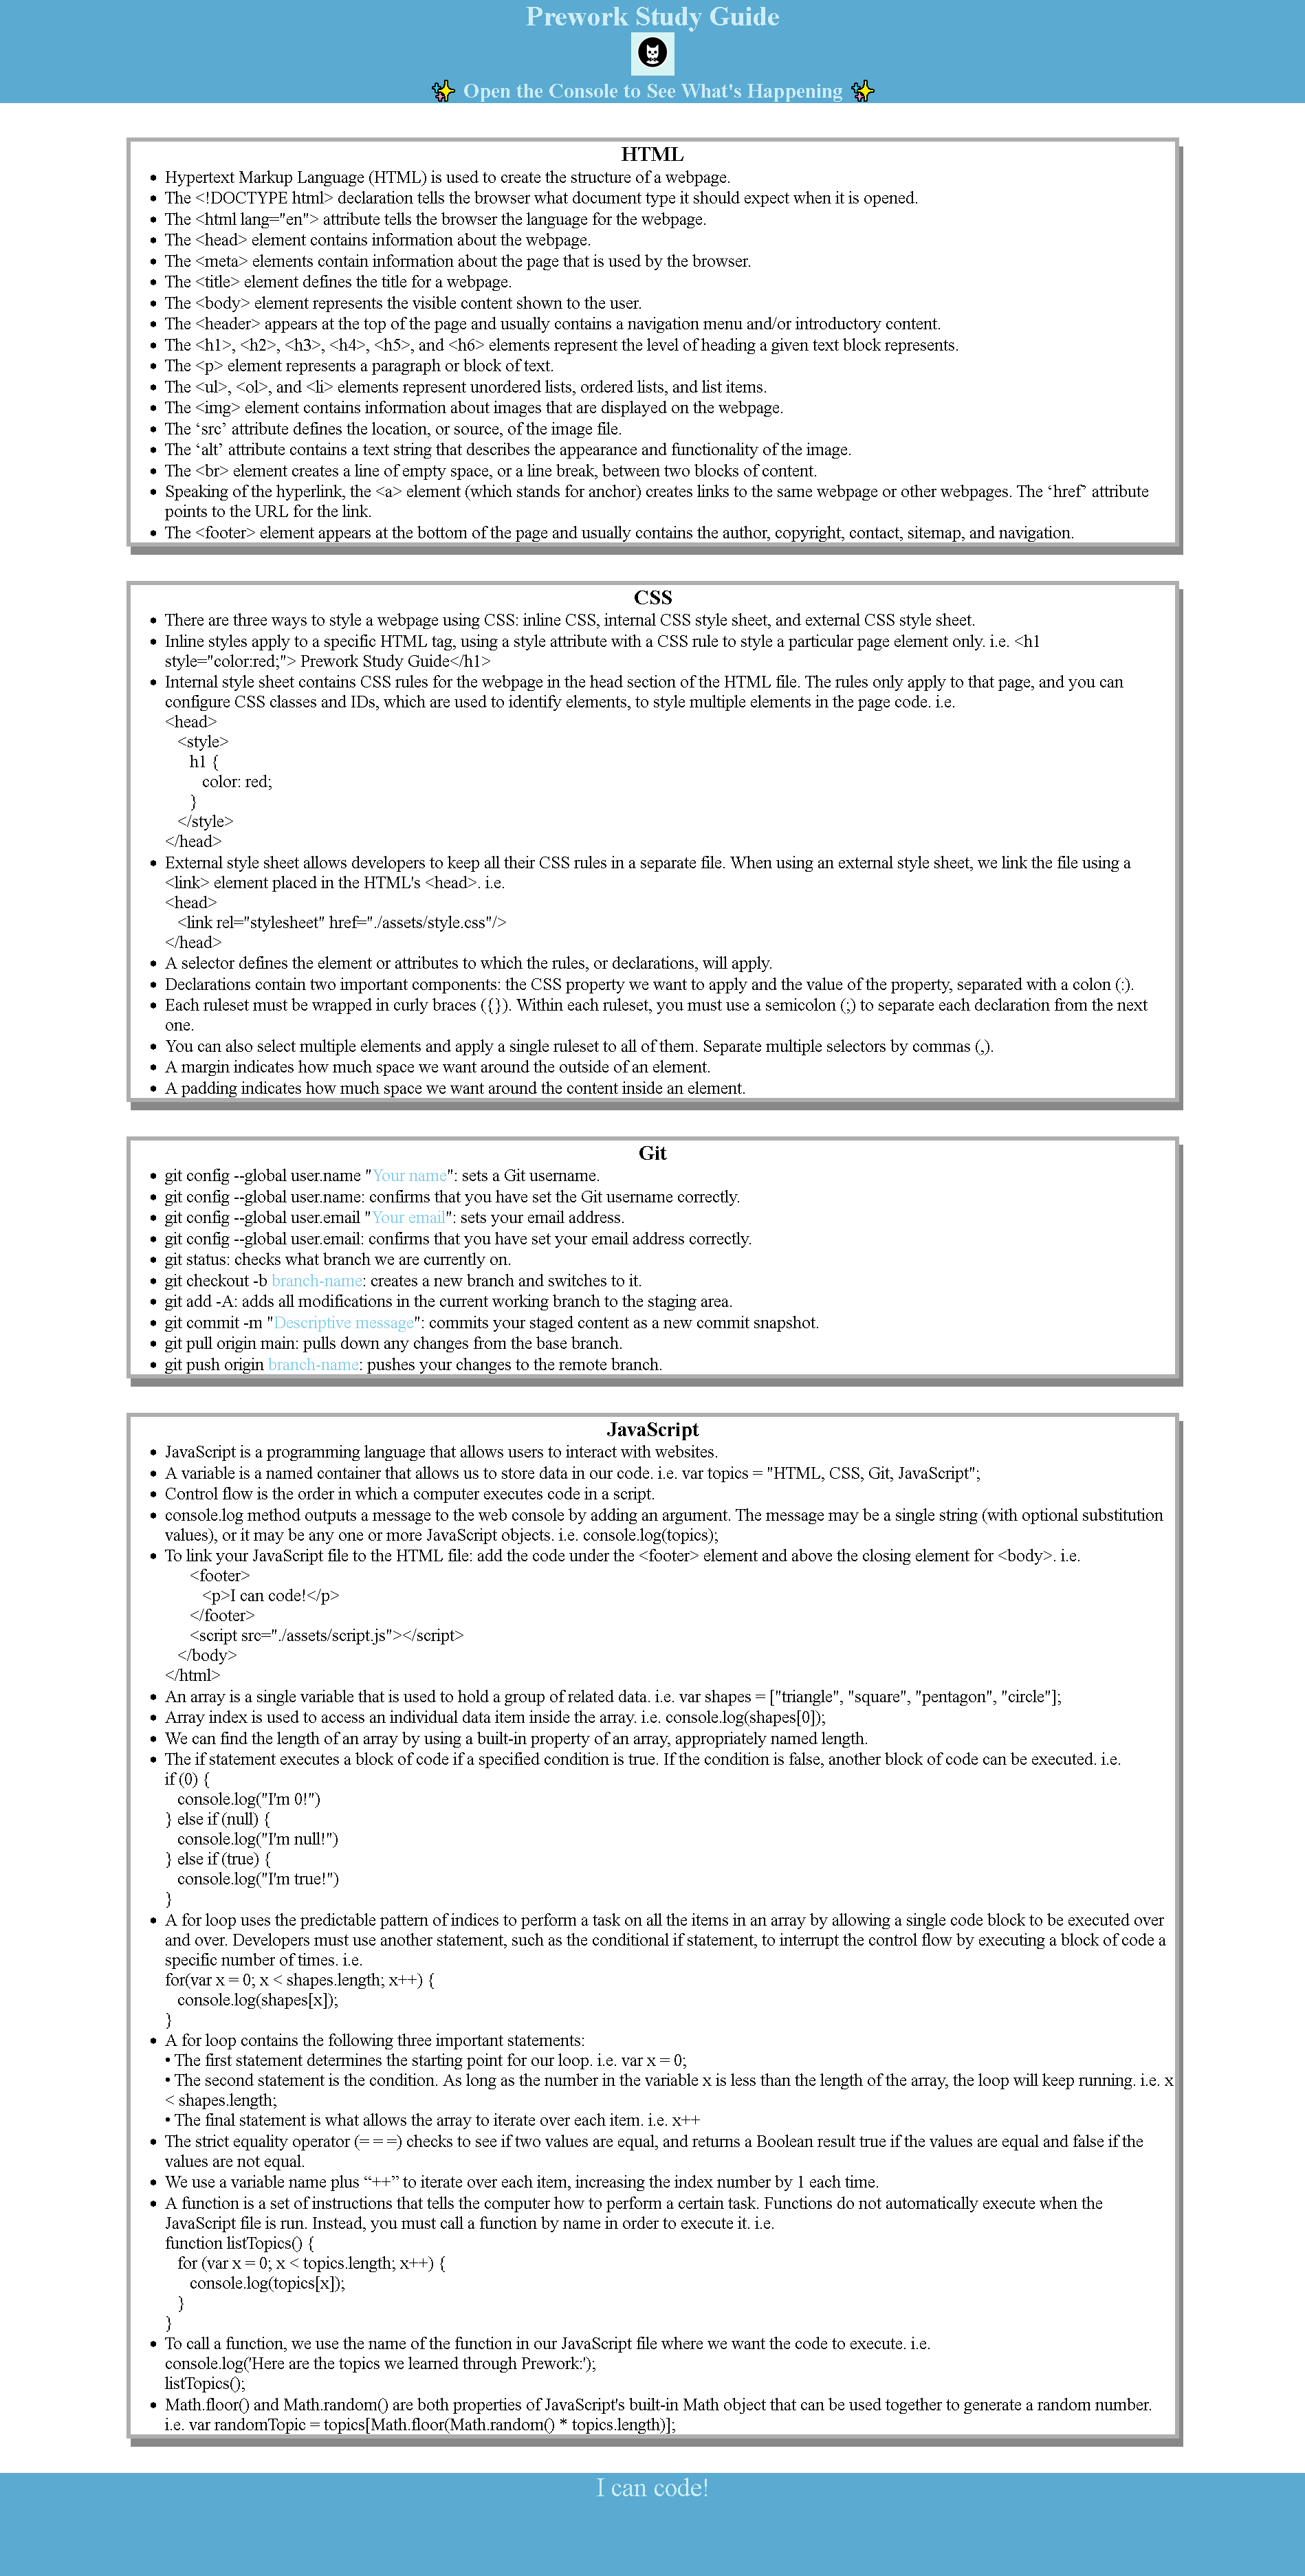 Prework Study Guide
✨ Open the Console to See What's Happening ✨
HTML
• Hypertext Markup Language (HTML) is used to create the structure of a webpage.
• The <!DOCTYPE html> declaration tells the browser what document type it should expect when it is opened.
• The <html lang="en"> attribute tells the browser the language for the webpage.
• The <head> element contains information about the webpage.
• The <meta> elements contain information about the page that is used by the browser.
• The <title> element defines the title for a webpage.
• The <body> element represents the visible content shown to the user.
• The <header> appears at the top of the page and usually contains a navigation menu and/or introductory content.
• The <h1>, <h2>, <h3>, <h4>, <h5>, and <h6> elements represent the level of heading a given text block represents.
• The <p> element represents a paragraph or block of text.
• The <ul>, <ol>, and <li> elements represent unordered lists, ordered lists, and list items.
• The <img> element contains information about images that are displayed on the webpage.
• The ‘src’ attribute defines the location, or source, of the image file.
• The ‘alt’ attribute contains a text string that describes the appearance and functionality of the image.
• The <br> element creates a line of empty space, or a line break, between two blocks of content.
• Speaking of the hyperlink, the <a> element (which stands for anchor) creates links to the same webpage or other webpages. The ‘href’ attribute
points to the URL for the link.
• The <footer> element appears at the bottom of the page and usually contains the author, copyright, contact, sitemap, and navigation.
CSS
• There are three ways to style a webpage using CSS: inline CSS, internal CSS style sheet, and external CSS style sheet.
• Inline styles apply to a specific HTML tag, using a style attribute with a CSS rule to style a particular page element only. i.e. <h1
style="color:red;"> Prework Study Guide</h1>
• Internal style sheet contains CSS rules for the webpage in the head section of the HTML file. The rules only apply to that page, and you can
configure CSS classes and IDs, which are used to identify elements, to style multiple elements in the page code. i.e.
<head>
<style>
h1 {
color: red;
}
</style>
</head>
• External style sheet allows developers to keep all their CSS rules in a separate file. When using an external style sheet, we link the file using a
<link> element placed in the HTML's <head>. i.e.
<head>
<link rel="stylesheet" href="./assets/style.css"/>
</head>
• A selector defines the element or attributes to which the rules, or declarations, will apply.
• Declarations contain two important components: the CSS property we want to apply and the value of the property, separated with a colon (:).
• Each ruleset must be wrapped in curly braces ({}). Within each ruleset, you must use a semicolon (;) to separate each declaration from the next
one.
• You can also select multiple elements and apply a single ruleset to all of them. Separate multiple selectors by commas (,).
• A margin indicates how much space we want around the outside of an element.
• A padding indicates how much space we want around the content inside an element.
Git
• git config --global user.name "Your name": sets a Git username.
• git config --global user.name: confirms that you have set the Git username correctly.
• git config --global user.email "Your email": sets your email address.
• git config --global user.email: confirms that you have set your email address correctly.
• git status: checks what branch we are currently on.
• git checkout -b branch-name: creates a new branch and switches to it.
• git add -A: adds all modifications in the current working branch to the staging area.
• git commit -m "Descriptive message": commits your staged content as a new commit snapshot.
• git pull origin main: pulls down any changes from the base branch.
• git push origin branch-name: pushes your changes to the remote branch.
JavaScript
• JavaScript is a programming language that allows users to interact with websites.
• A variable is a named container that allows us to store data in our code. i.e. var topics = "HTML, CSS, Git, JavaScript";
• Control flow is the order in which a computer executes code in a script.
• console.log method outputs a message to the web console by adding an argument. The message may be a single string (with optional substitution
values), or it may be any one or more JavaScript objects. i.e. console.log(topics);
• To link your JavaScript file to the HTML file: add the code under the <footer> element and above the closing element for <body>. i.e.
<footer>
<p>I can code!</p>
</footer>
<script src="./assets/script.js"></script>
</body>
</html>
• An array is a single variable that is used to hold a group of related data. i.e. var shapes = ["triangle", "square", "pentagon", "circle"];
• Array index is used to access an individual data item inside the array. i.e. console.log(shapes[0]);
• We can find the length of an array by using a built-in property of an array, appropriately named length.
• The if statement executes a block of code if a specified condition is true. If the condition is false, another block of code can be executed. i.e.
if (0) {
console.log("I'm 0!")
} else if (null) {
console.log("I'm null!")
} else if (true) {
console.log("I'm true!")
}
• A for loop uses the predictable pattern of indices to perform a task on all the items in an array by allowing a single code block to be executed over
and over. Developers must use another statement, such as the conditional if statement, to interrupt the control flow by executing a block of code a
specific number of times. i.e.
for(var x = 0; x < shapes.length; x++) {
console.log(shapes[x]);
}
• A for loop contains the following three important statements:
• The first statement determines the starting point for our loop. i.e. var x = 0;
• The second statement is the condition. As long as the number in the variable x is less than the length of the array, the loop will keep running. i.e. x
< shapes.length;
• The final statement is what allows the array to iterate over each item. i.e. x++
• The strict equality operator (= = =) checks to see if two values are equal, and returns a Boolean result true if the values are equal and false if the
values are not equal.
• We use a variable name plus “++” to iterate over each item, increasing the index number by 1 each time.
• A function is a set of instructions that tells the computer how to perform a certain task. Functions do not automatically execute when the
JavaScript file is run. Instead, you must call a function by name in order to execute it. i.e.
function listTopics() {
for (var x = 0; x < topics.length; x++) {
console.log(topics[x]);
}
}
• To call a function, we use the name of the function in our JavaScript file where we want the code to execute. i.e.
console.log('Here are the topics we learned through Prework:');
listTopics();
• Math.floor() and Math.random() are both properties of JavaScript's built-in Math object that can be used together to generate a random number.
i.e. var randomTopic = topics[Math.floor(Math.random() * topics.length)];
I can code!